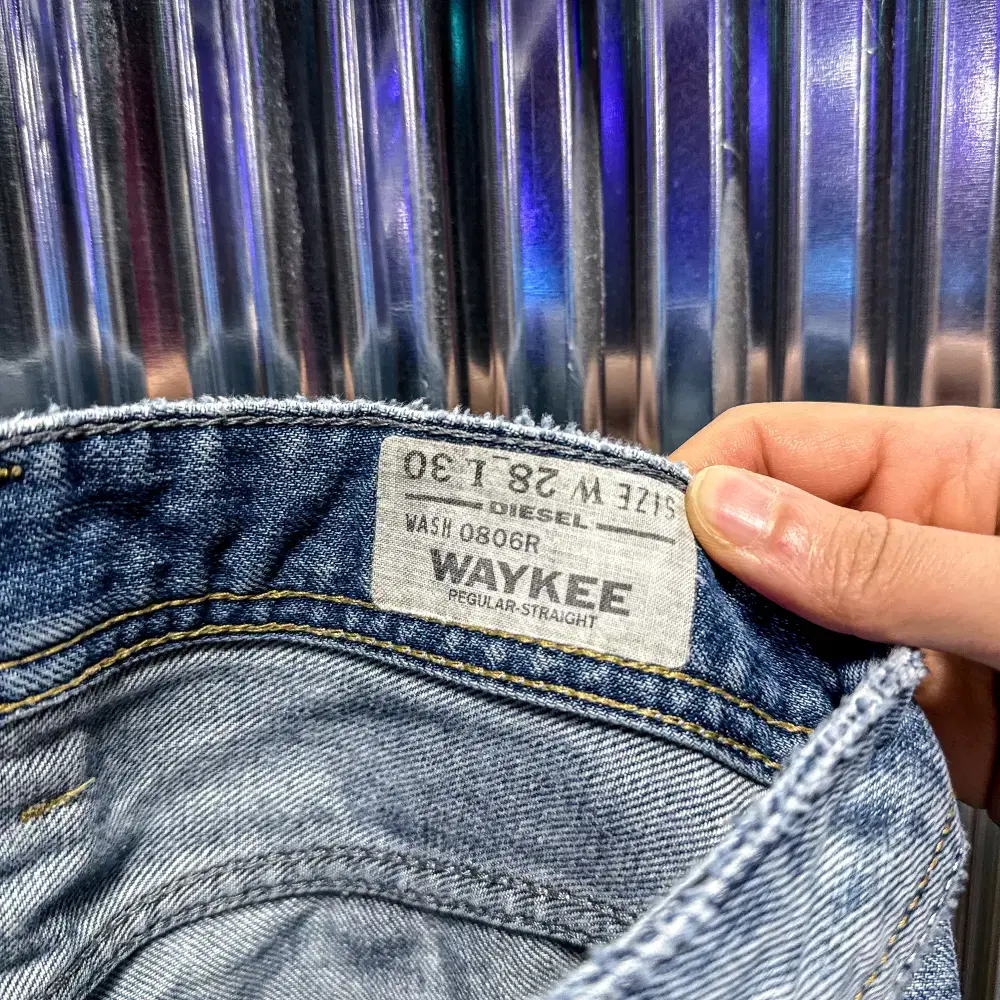 SIZE W 28 L 30
DIESEL
WASH 0806R
WAYKEE
REGULAR-STRAIGHT